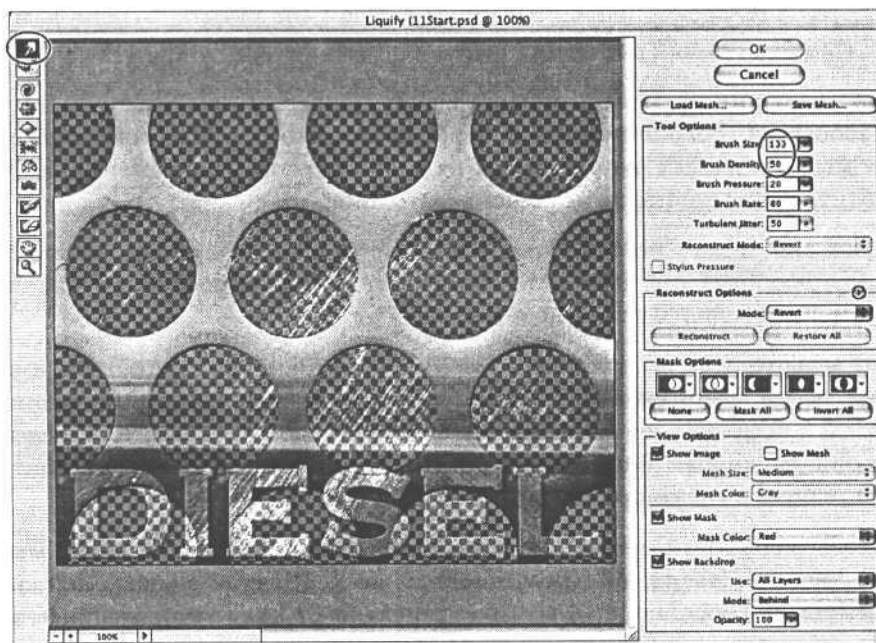 Liquify (11Start.psd @ 100%)
OK
Cancel
Load Mesh... Save Mesh...
Tool Options
Brush Size: 133
Brush Density: 50
Brush Pressure: 20
Brush Rate: 80
Turbulent Jitter: 50
Reconstruct Mode: Revert
Stylus Pressure
Reconstruct Options
Mode: Revert
Reconstruct Restore All
Mask Options
None Mask All Invert All
View Options
Show Image Show Mesh
Mesh Size: Medium
Mesh Color: Gray
Show Mask
Mask Color: Red
Show Backdrop
Use: All Layers
Mode: Behind
Opacity: 100
DIESEL
- + 100%